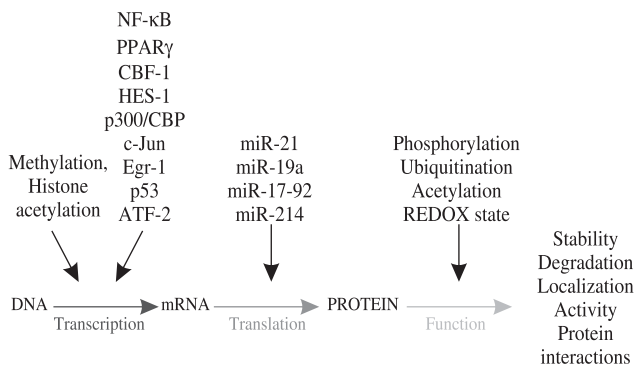 NF-κB
PPARγ
CBF-1
HES-1
p300/CBP
c-Jun
Egr-1
p53
ATF-2
Methylation,
Histone
acetylation
miR-21
miR-19a
miR-17-92
miR-214
Phosphorylation
Ubiquitination
Acetylation
REDOX state
DNA
Transcription
mRNA
Translation
PROTEIN
Function
Stability
Degradation
Localization
Activity
Protein
interactions